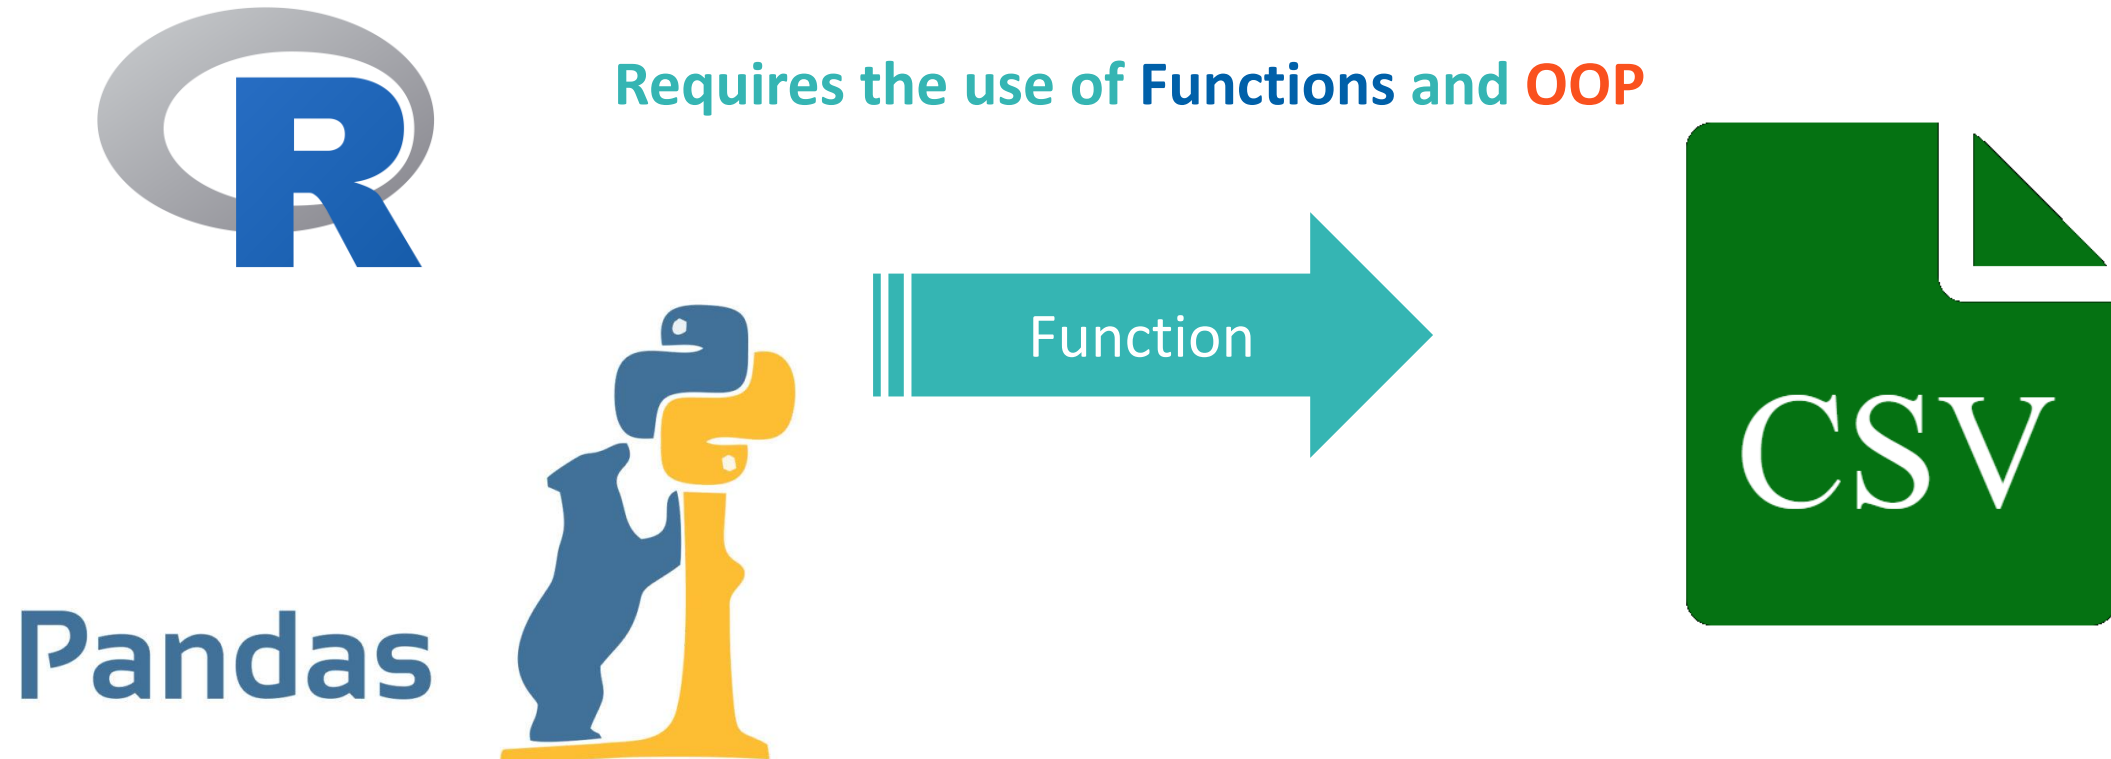 R
Requires the use of Functions and OOP
Function
CSV
Pandas